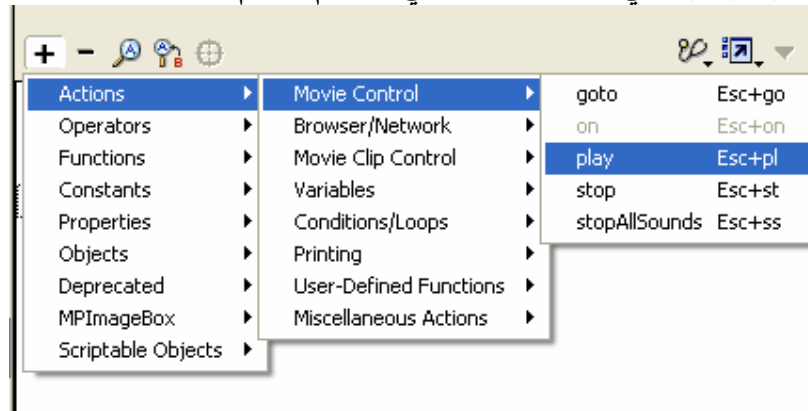 Actions
Operators
Functions
Constants
Properties
Objects
Deprecated
MPImageBox
Scriptable Objects
Movie Control
Browser/Network
Movie Clip Control
Variables
Conditions/Loops
Printing
User-Defined Functions
Miscellaneous Actions
goto Esc+go
on Esc+on
play Esc+pl
stop Esc+st
stopAllSounds Esc+ss